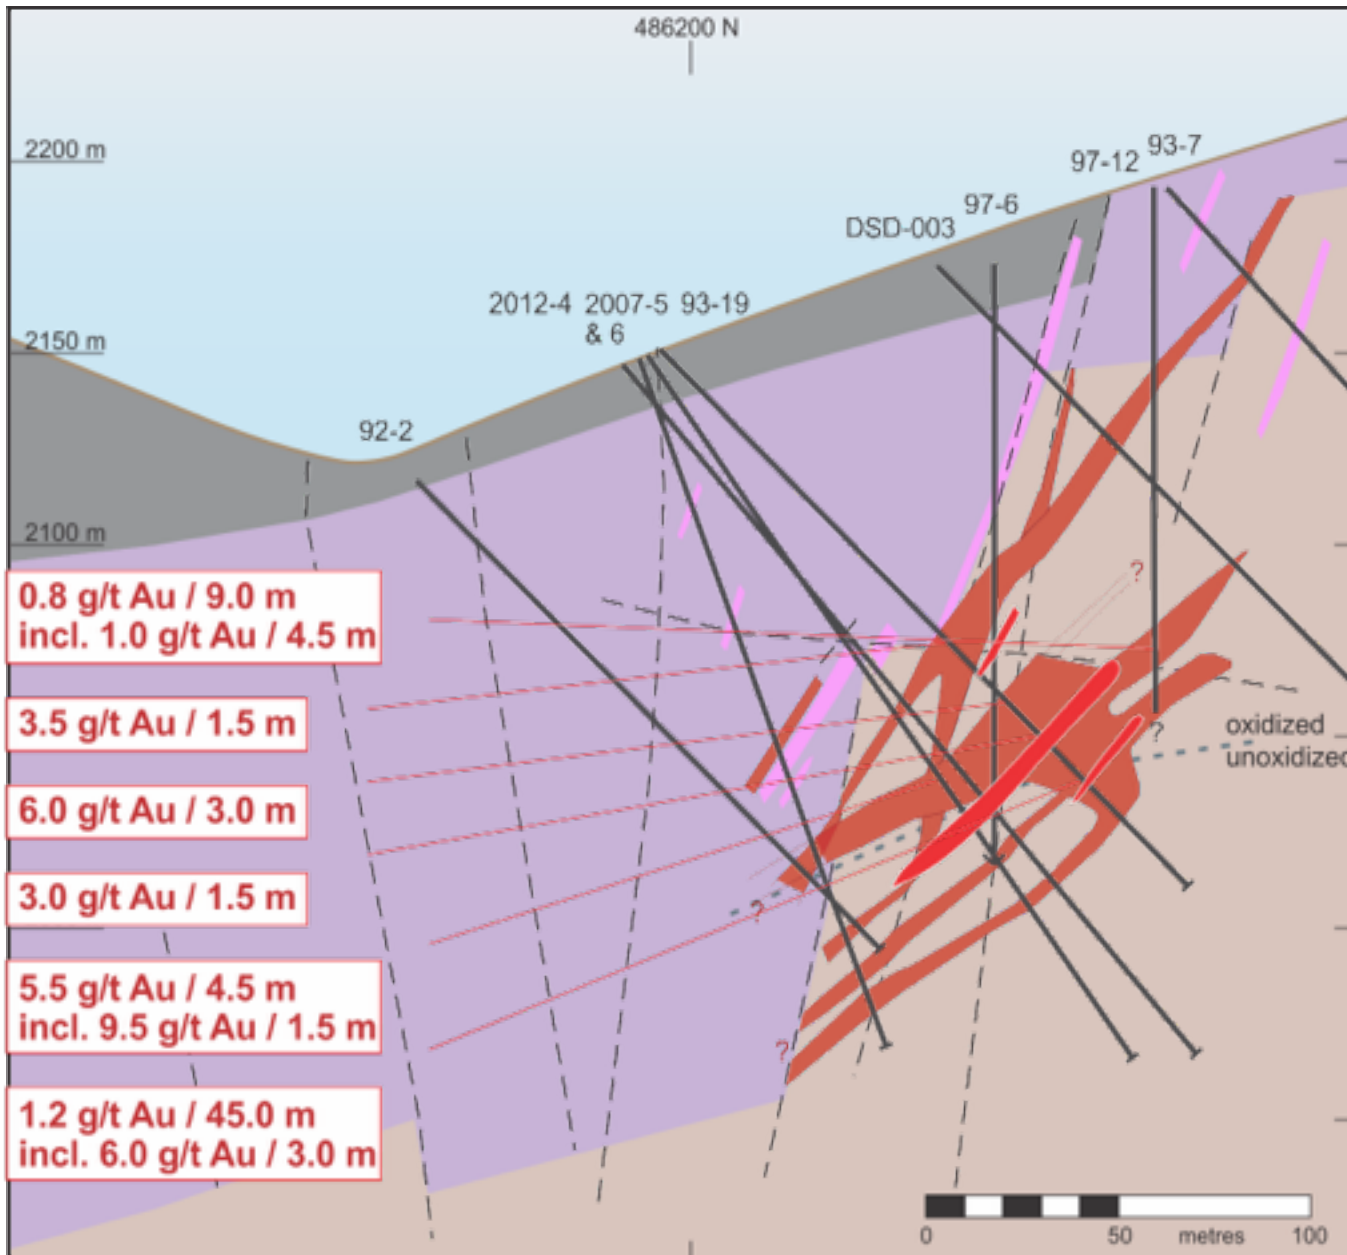 486200 N
2200 m
93-7
97-12
97-6
DSD-003
2012-4 2007-5 93-19
& 6
2150 m
92-2
2100 m
?
0.8 g/t Au / 9.0 m
incl. 1.0 g/t Au / 4.5 m
3.5 g/t Au / 1.5 m
?
oxidized
unoxidized
6.0 g/t Au / 3.0 m
3.0 g/t Au / 1.5 m
?
5.5 g/t Au / 4.5 m
incl. 9.5 g/t Au / 1.5 m
?
1.2 g/t Au / 45.0 m
incl. 6.0 g/t Au / 3.0 m
0 50 metres 100